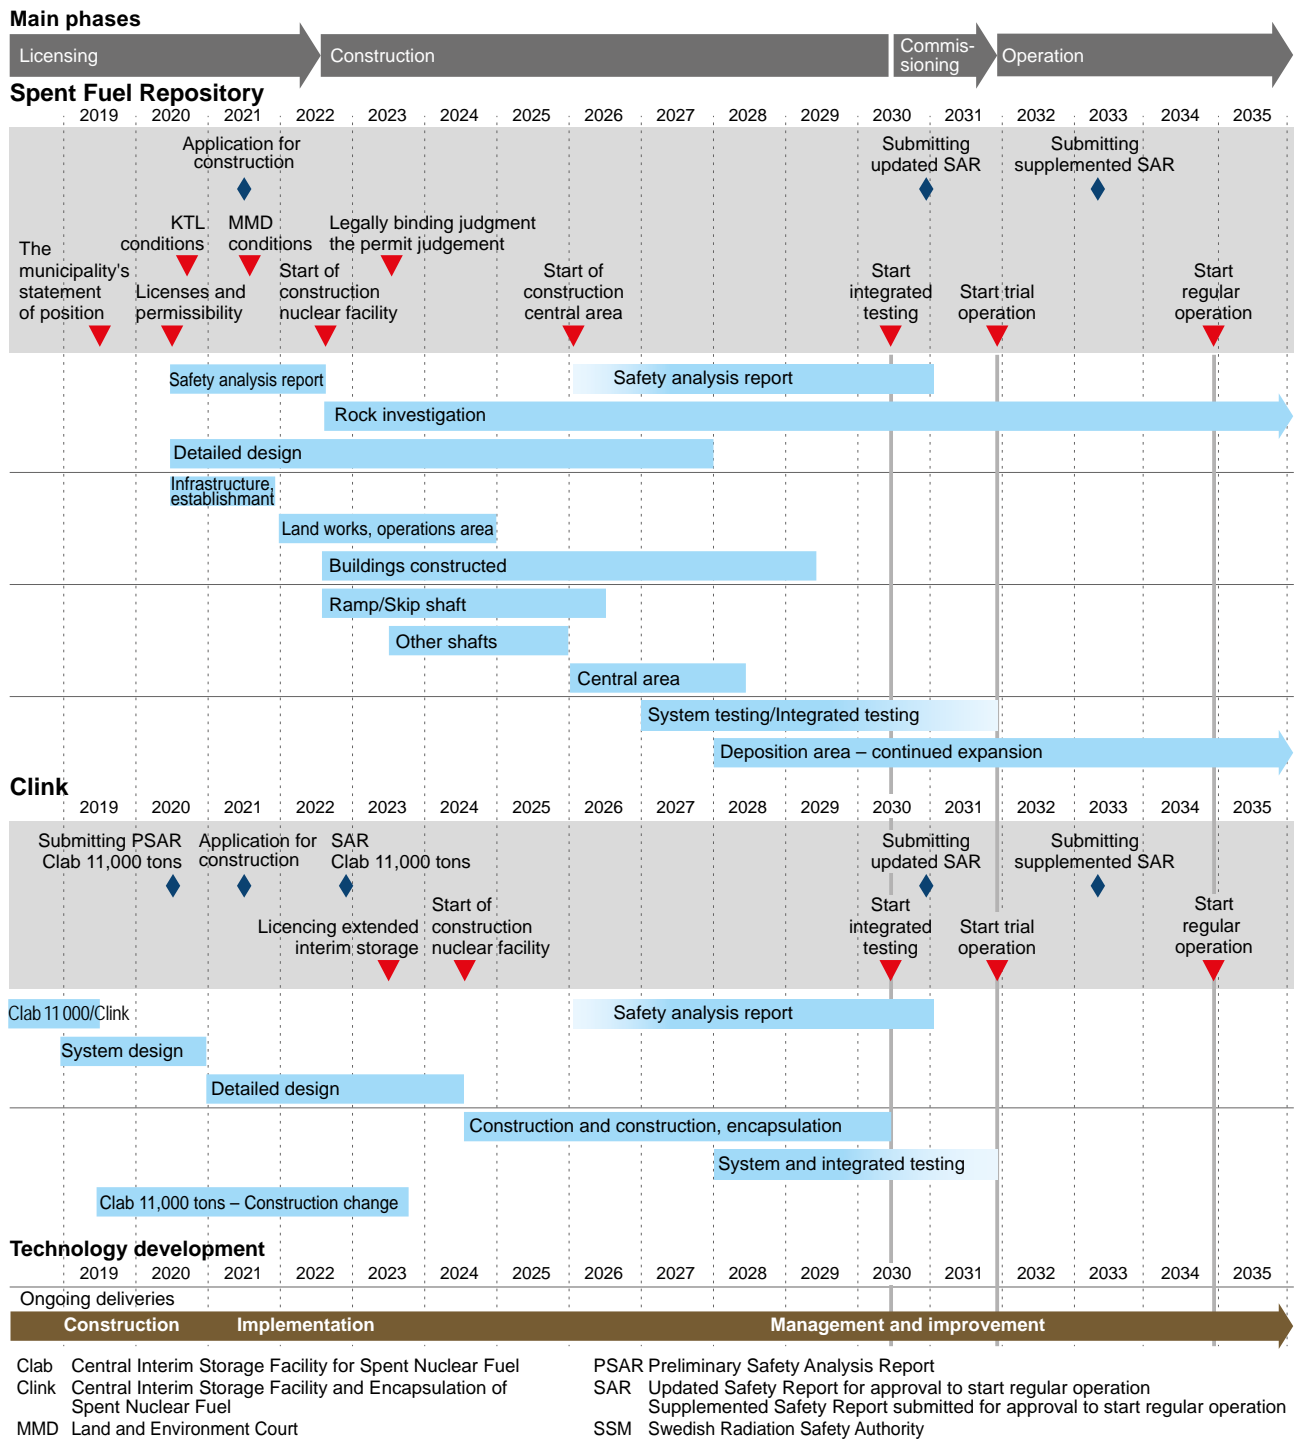 Main phases
Licensing
Construction
Commis-
sioning
Operation
Spent Fuel Repository
2019 2020 2021 2022 2023 2024 2025 2026 2027 2028 2029 2030 2031 2032 2033 2034 2035
Application for
construction
Submitting
updated SAR
Submitting
supplemented SAR
KTL
conditions
MMD
conditions
Legally binding judgment
the permit judgement
The
municipality's
statement
of position
Licenses and
permissibility
Start of
construction
nuclear facility
Start of
construction
central area
Start
integrated
testing
Start trial
operation
Start
regular
operation
Safety analysis report
Safety analysis report
Rock investigation
Detailed design
Infrastructure,
establishmant
Land works, operations area
Buildings constructed
Ramp/Skip shaft
Other shafts
Central area
System testing/Integrated testing
Deposition area – continued expansion
Clink
2019 2020 2021 2022 2023 2024 2025 2026 2027 2028 2029 2030 2031 2032 2033 2034 2035
Submitting PSAR
Clab 11,000 tons
Application for
construction
SAR
Clab 11,000 tons
Submitting
updated SAR
Submitting
supplemented SAR
Licencing extended
interim storage
Start of
construction
nuclear facility
Start
integrated
testing
Start trial
operation
Start
regular
operation
Clab 11 000/Clink
Safety analysis report
System design
Detailed design
Construction and construction, encapsulation
System and integrated testing
Clab 11,000 tons – Construction change
Technology development
2019 2020 2021 2022 2023 2024 2025 2026 2027 2028 2029 2030 2031 2032 2033 2034 2035
Ongoing deliveries
Construction
Implementation
Management and improvement
Clab Central Interim Storage Facility for Spent Nuclear Fuel
Clink Central Interim Storage Facility and Encapsulation of
Spent Nuclear Fuel
MMD Land and Environment Court
PSAR Preliminary Safety Analysis Report
SAR Updated Safety Report for approval to start regular operation
Supplemented Safety Report submitted for approval to start regular operation
SSM Swedish Radiation Safety Authority